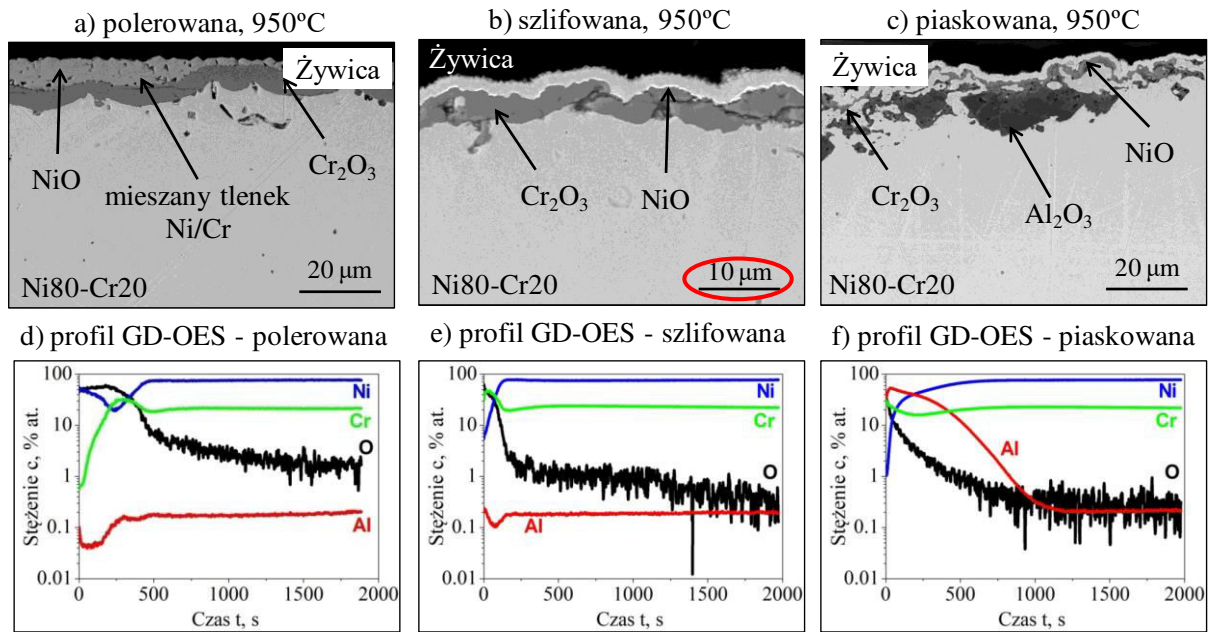 a) polerowana, 950ºC
b) szlifowana, 950ºC
c) piaskowana, 950ºC
Żywica
NiO
mieszany tlenek
Ni/Cr
Cr₂O₃
20 μm
Ni80-Cr20
Żywica
Cr₂O₃
NiO
10 μm
Ni80-Cr20
Żywica
NiO
Cr₂O₃
Al₂O₃
20 μm
Ni80-Cr20
d) profil GD-OES - polerowana
e) profil GD-OES - szlifowana
f) profil GD-OES - piaskowana
Stężenie c, % at.
100
10
1
0.1
0.01
Ni
Cr
O
Al
0 500 1000 1500 2000
Czas t, s
Stężenie c, % at.
100
10
1
0.1
0.01
Ni
Cr
O
Al
0 500 1000 1500 2000
Czas t, s
Stężenie c, % at.
100
10
1
0.1
0.01
Ni
Cr
Al
O
0 500 1000 1500 2000
Czas t, s